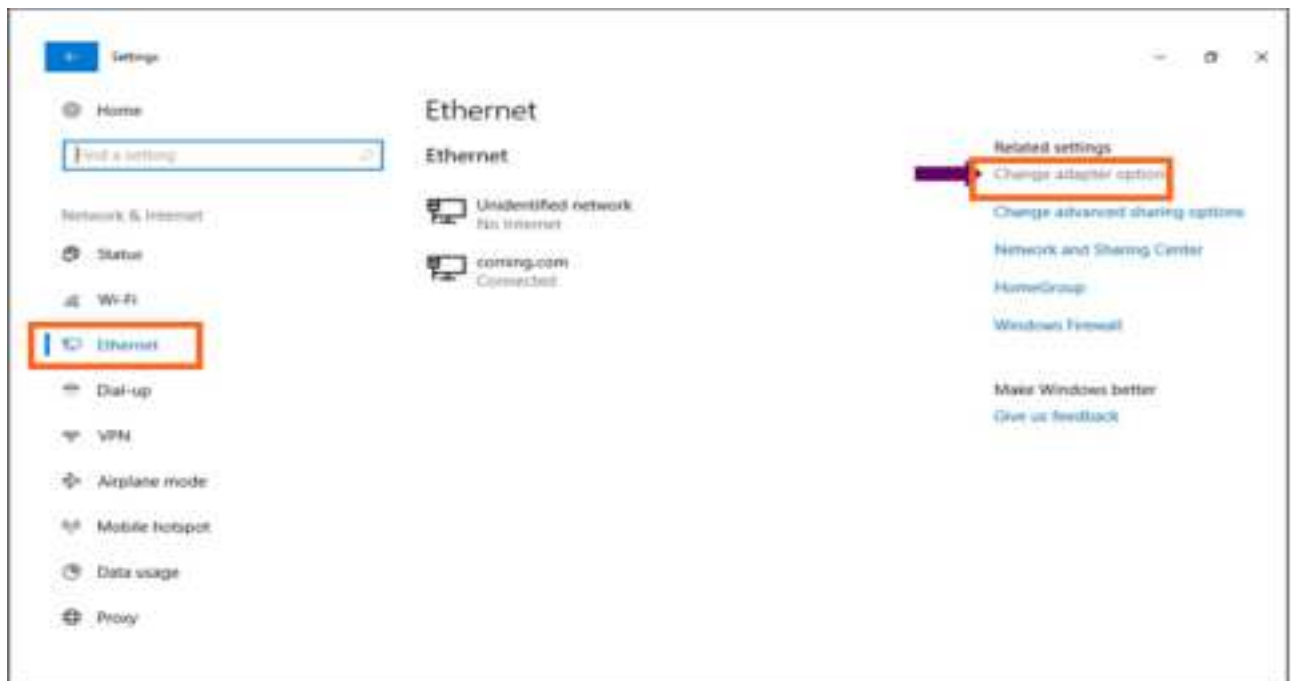 Settings
Home
Find a setting
Network & Internet
Status
Wi-Fi
Ethernet
Dial-up
VPN
Airplane mode
Mobile hotspot
Data usage
Proxy
Ethernet
Ethernet
Unidentified network
No Internet
corning.com
Connected
Related settings
Change adapter option
Change advanced sharing options
Network and Sharing Center
HomeGroup
Windows Firewall
Make Windows better
Give us feedback